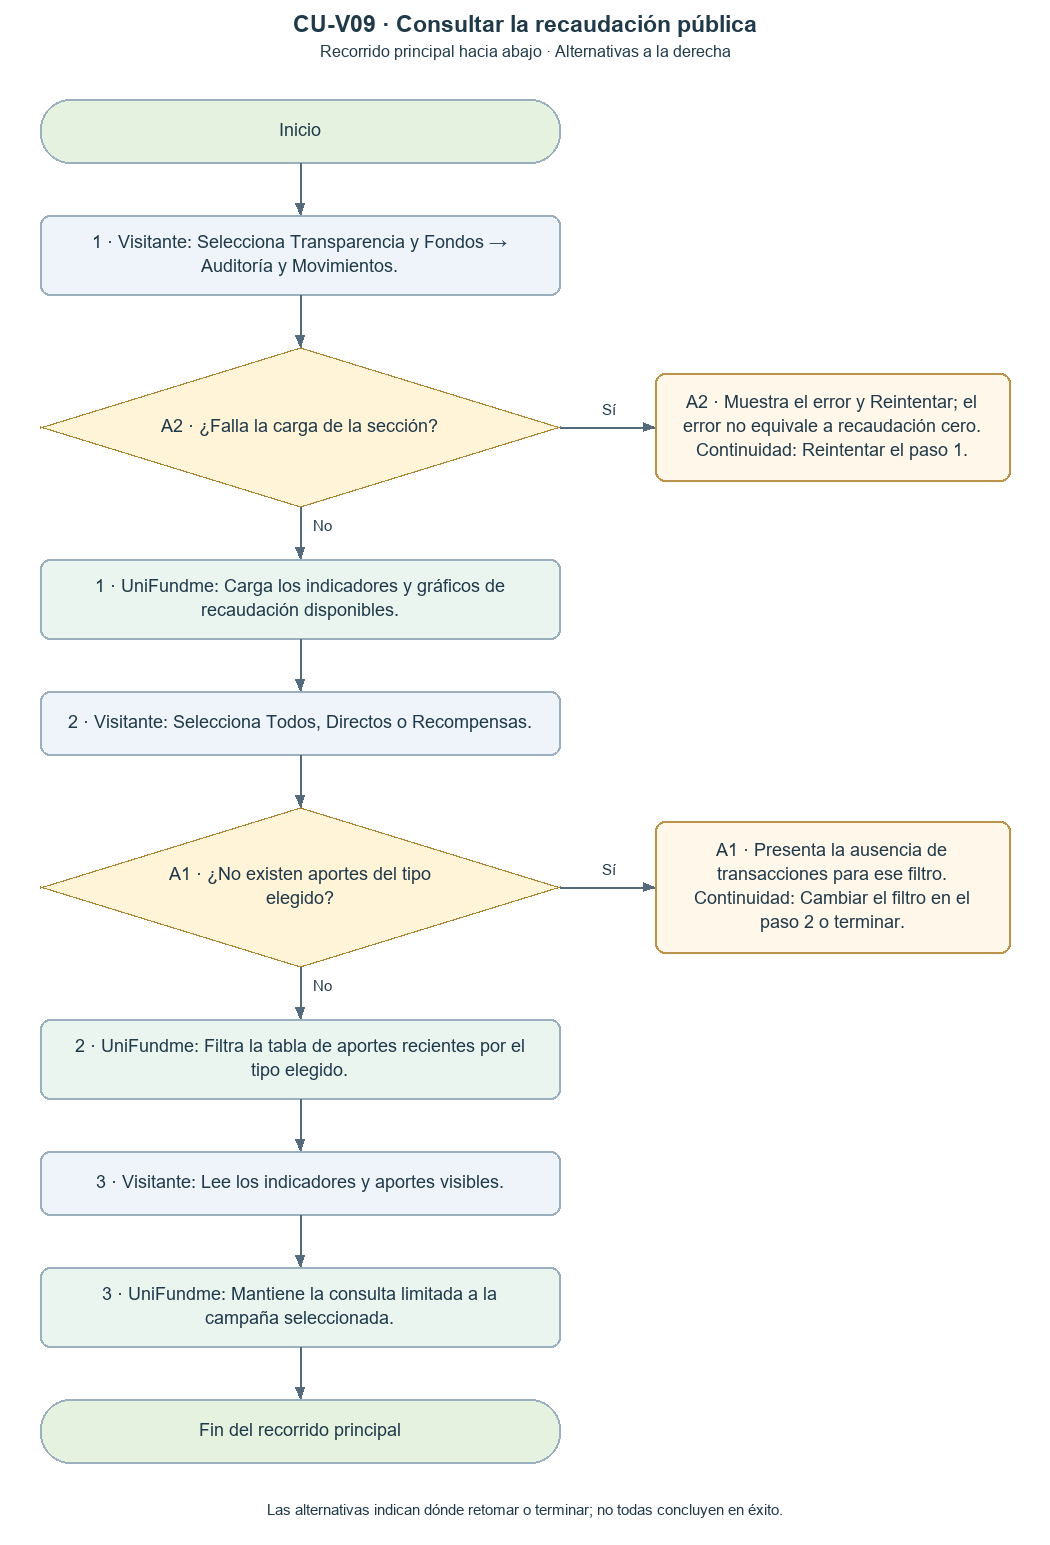 CU-V09 · Consultar la recaudación pública
Recorrido principal hacia abajo · Alternativas a la derecha
Inicio
1 · Visitante: Selecciona Transparencia y Fondos →
Auditoría y Movimientos.
A2 · ¿Falla la carga de la sección?
Sí
A2 · Muestra el error y Reintentar; el
error no equivale a recaudación cero.
Continuidad: Reintentar el paso 1.
No
1 · UniFundme: Carga los indicadores y gráficos de
recaudación disponibles.
2 · Visitante: Selecciona Todos, Directos o Recompensas.
A1 · ¿No existen aportes del tipo
elegido?
Sí
A1 · Presenta la ausencia de
transacciones para ese filtro.
Continuidad: Cambiar el filtro en el
paso 2 o terminar.
No
2 · UniFundme: Filtra la tabla de aportes recientes por el
tipo elegido.
3 · Visitante: Lee los indicadores y aportes visibles.
3 · UniFundme: Mantiene la consulta limitada a la
campaña seleccionada.
Fin del recorrido principal
Las alternativas indican dónde retomar o terminar; no todas concluyen en éxito.